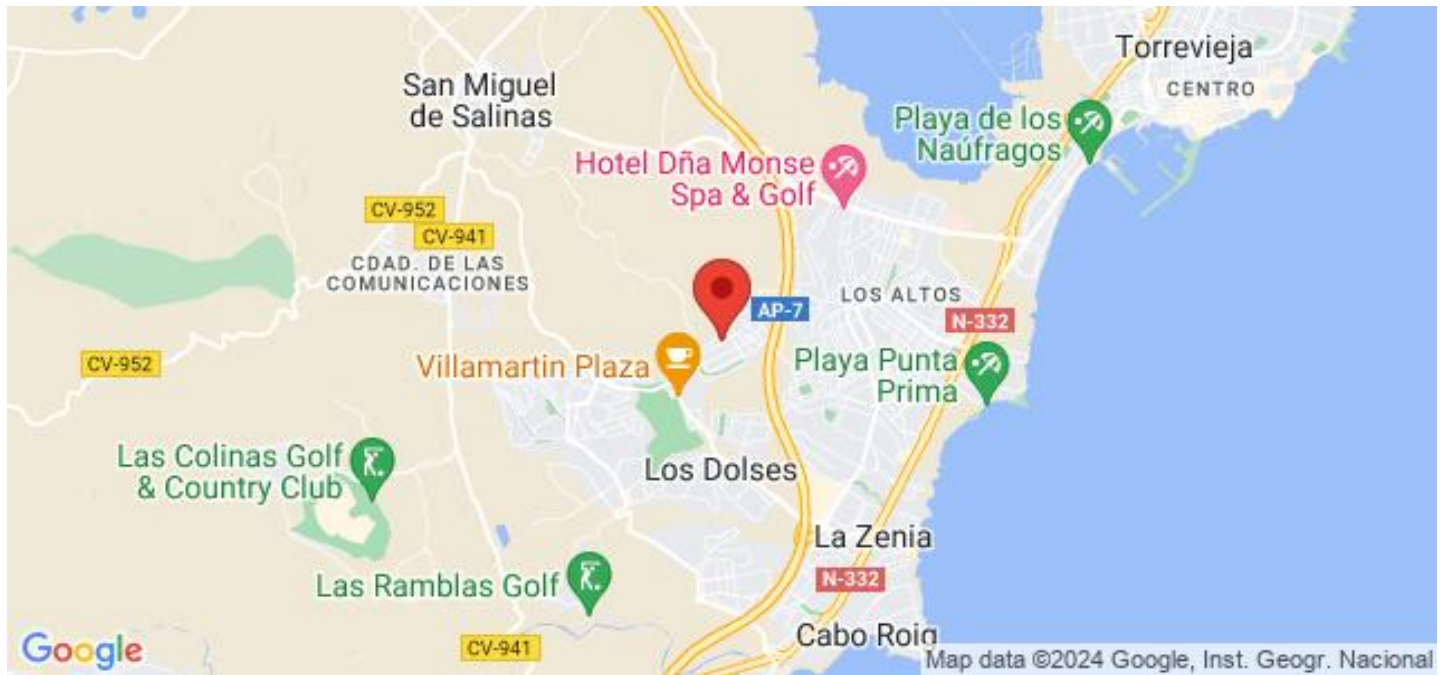 Torrevieja
CENTRO
San Miguel
de Salinas
Playa de los
Naúfragos
Hotel Dña Monse
Spa & Golf
CV-952
CV-941
CDAD. DE LAS
COMUNICACIONES
LOS ALTOS
AP-7
N-332
CV-952
Villamartin Plaza
Playa Punta
Prima
Las Colinas Golf
& Country Club
Los Dolses
La Zenia
Las Ramblas Golf
N-332
Cabo Roig
CV-941
Google
Map data ©2024 Google, Inst. Geogr. Nacional